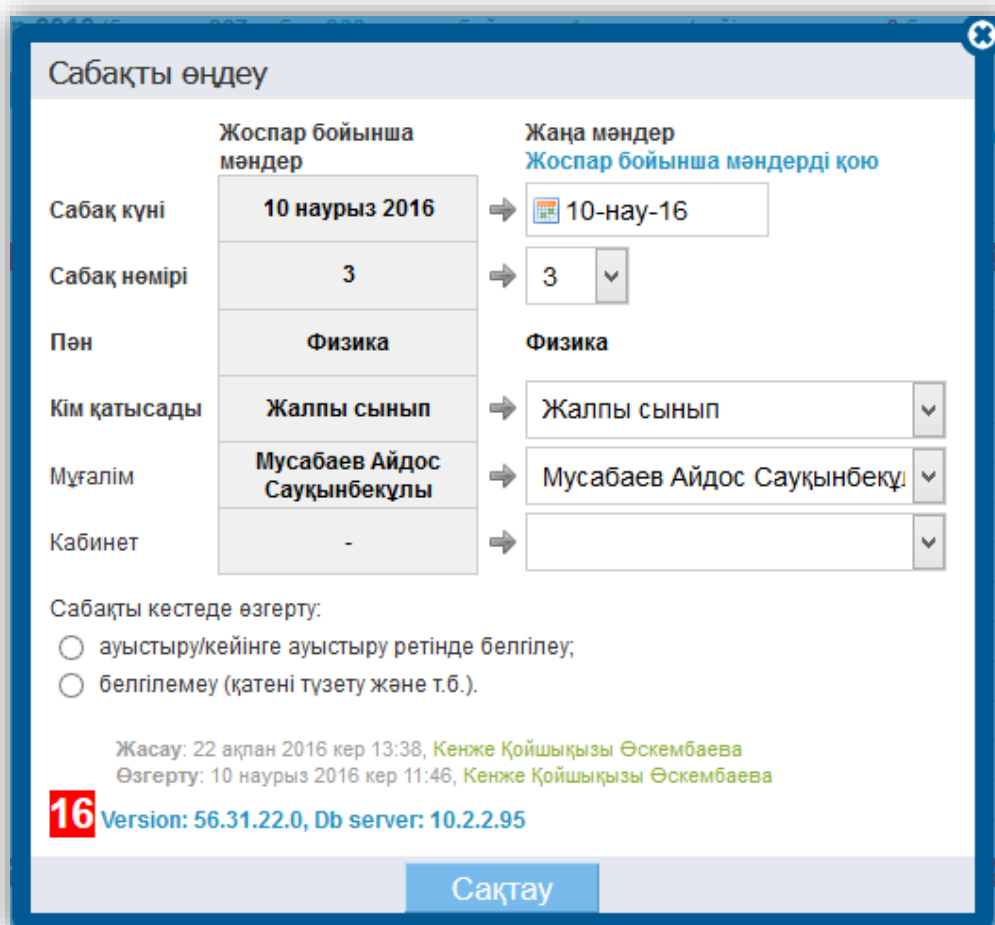 Сабақты өңдеу
Жоспар бойынша мәндер
Жаңа мәндер
Жоспар бойынша мәндерді қою
Сабақ күні 10 наурыз 2016 10-нау-16
Сабақ нөмірі 3 3
Пән Физика Физика
Кім қатысады Жалпы сынып Жалпы сынып
Мұғалім Мусабаев Айдос Сауқынбекұлы Мусабаев Айдос Сауқынбекұ
Кабинет -
Сабақты кестеде өзгерту:
ауыстыру/кейінге ауыстыру ретінде белгілеу;
белгілемеу (қатені түзету және т.б.).
Жасау: 22 ақпан 2016 кер 13:38, Кенже Қойшықызы Өскембаева
Өзгерту: 10 наурыз 2016 кер 11:46, Кенже Қойшықызы Өскембаева
16 Version: 56.31.22.0, Db server: 10.2.2.95
Сақтау